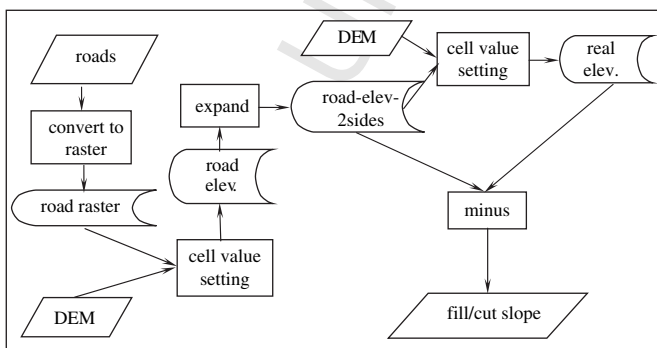 roads
convert to
raster
road raster
DEM
cell value
setting
road
elev.
expand
road-elev-
2sides
DEM
cell value
setting
real
elev.
minus
fill/cut slope